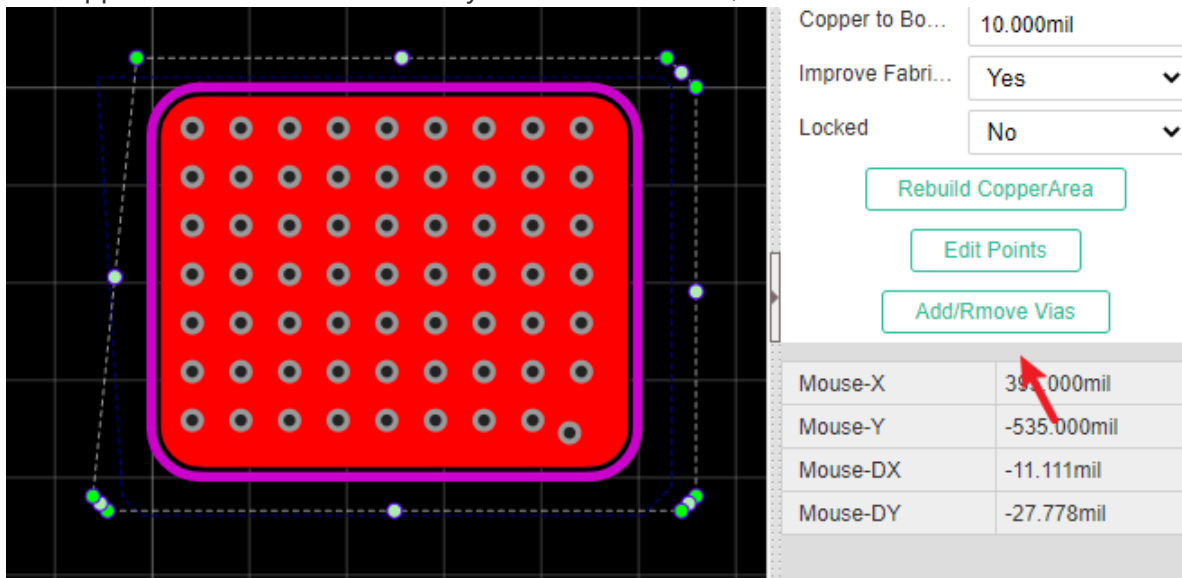 Copper to Bo... 10.000mil
Improve Fabri... Yes
Locked No
Rebuild CopperArea
Edit Points
Add/Rmove Vias
Mouse-X 000mil
Mouse-Y -535.000mil
Mouse-DX -11.111mil
Mouse-DY -27.778mil